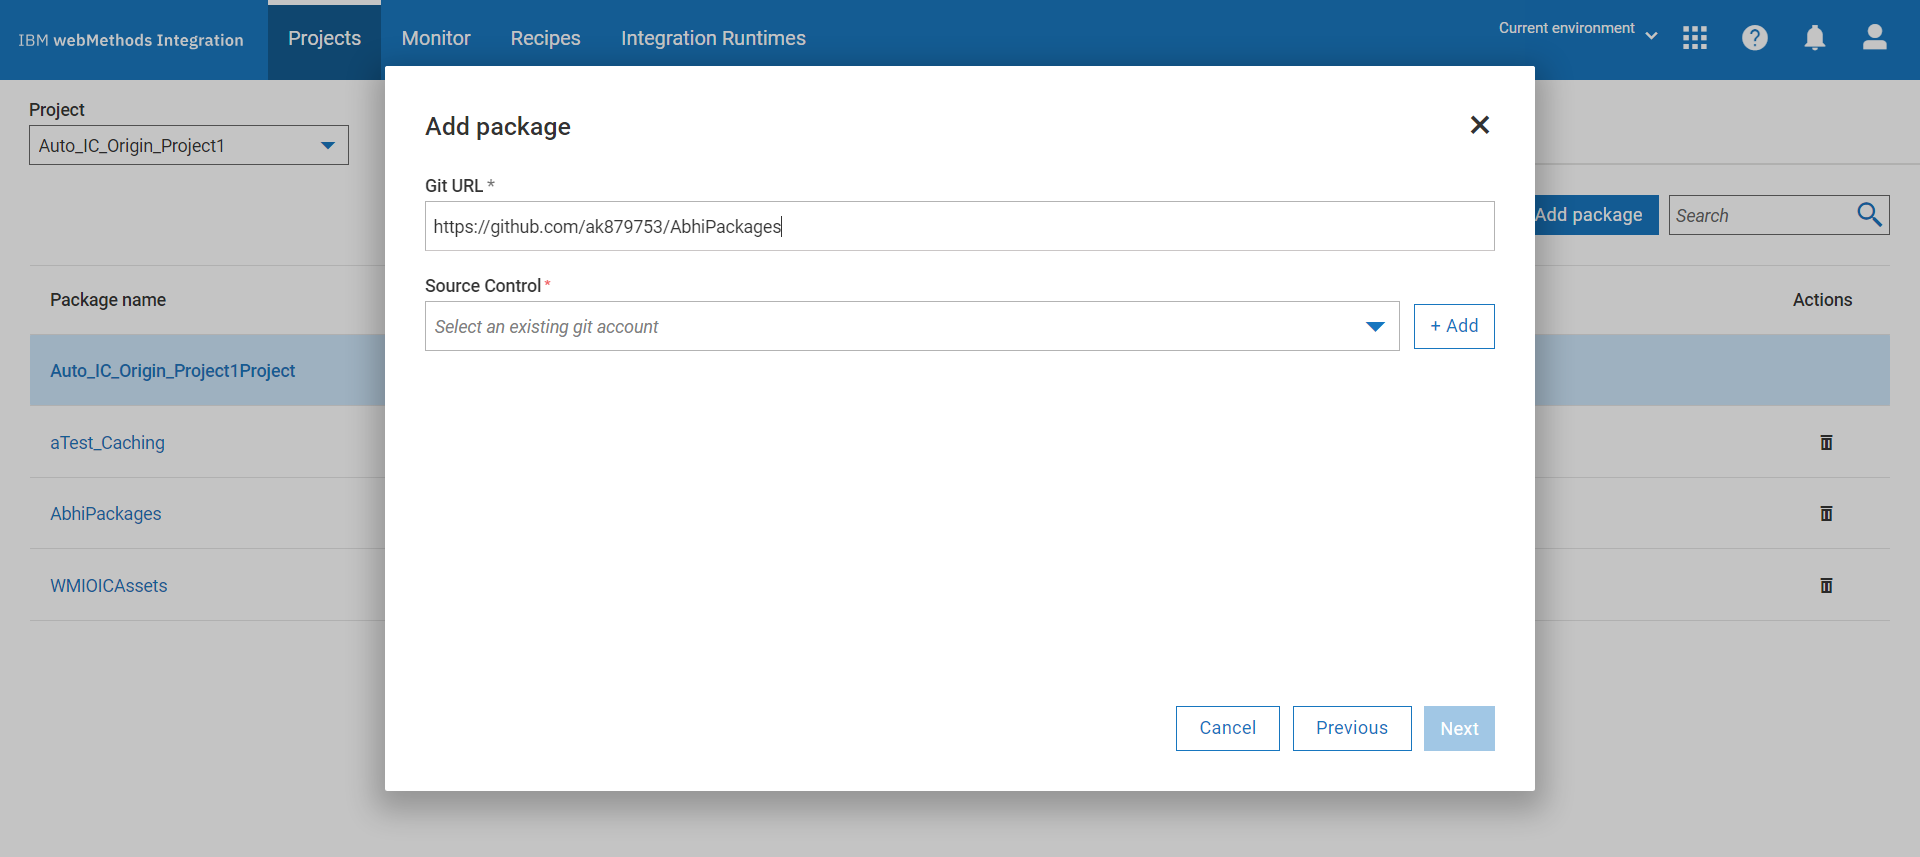 IBM webMethods Integration
Projects
Monitor
Recipes
Integration Runtimes
Current environment
Project
Auto_IC_Origin_Project1
Add package
Git URL *
https://github.com/ak879753/AbhiPackages
Source Control *
Select an existing git account
+ Add
Cancel
Previous
Next
Add package
Search
Package name
Actions
Auto_IC_Origin_Project1Project
aTest_Caching
AbhiPackages
WMIOICAssets